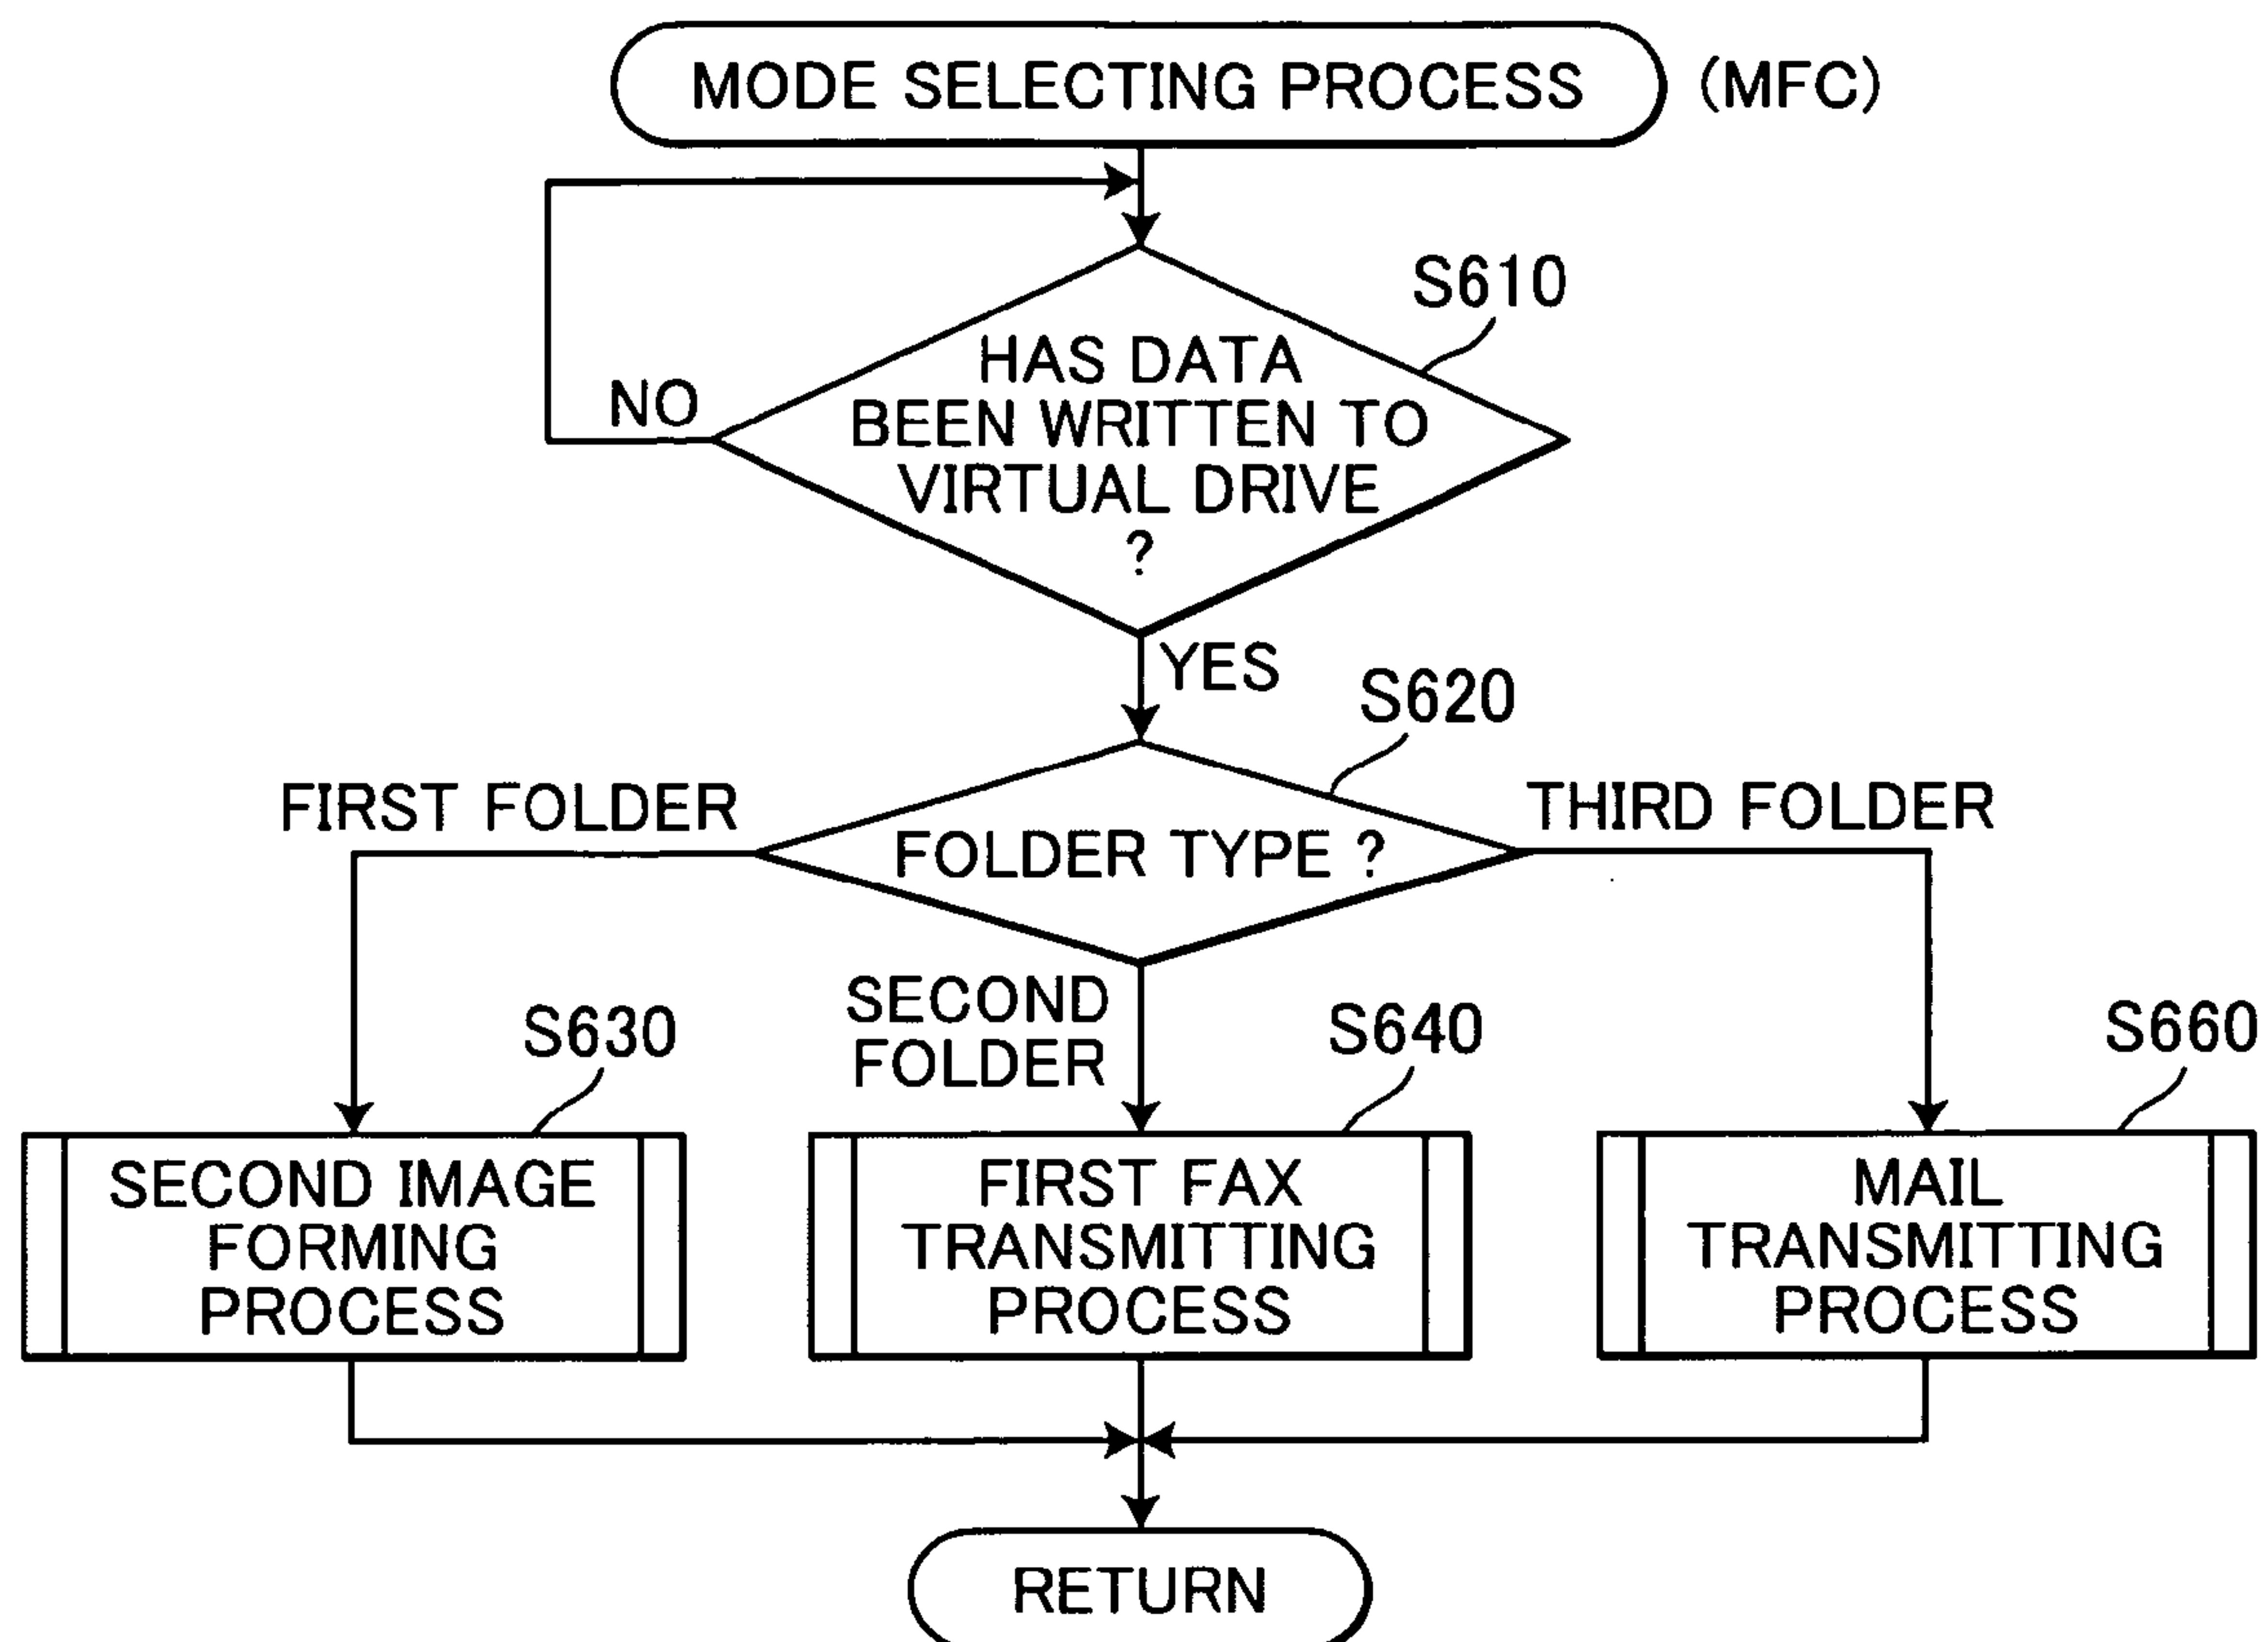 MODE SELECTING PROCESS (MFC)
S610
HAS DATA
BEEN WRITTEN TO
VIRTUAL DRIVE
?
NO
YES
S620
FIRST FOLDER
FOLDER TYPE ?
THIRD FOLDER
SECOND
FOLDER
S630
S640
S660
SECOND IMAGE
FORMING
PROCESS
FIRST FAX
TRANSMITTING
PROCESS
MAIL
TRANSMITTING
PROCESS
RETURN